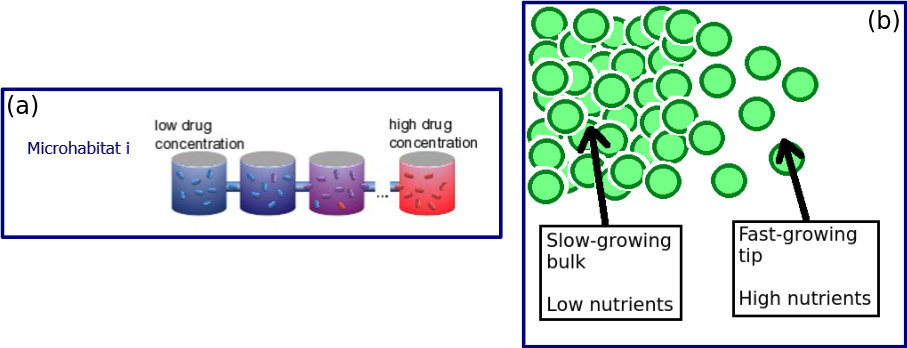 (a)
low drug
concentration
high drug
concentration
Microhabitat i
...
(b)
Slow-growing
bulk
Low nutrients
Fast-growing
tip
High nutrients